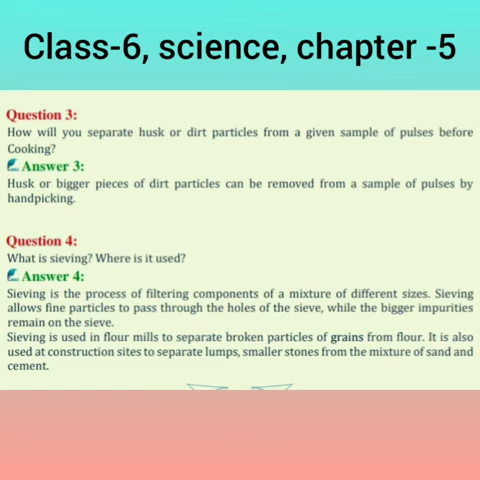 Class-6, science, chapter -5
Question 3:
How will you separate husk or dirt particles from a given sample of pulses before
Cooking?
Answer 3:
Husk or bigger pieces of dirt particles can be removed from a sample of pulses by
handpicking.
Question 4:
What is sieving? Where is it used?
Answer 4:
Sieving is the process of filtering components of a mixture of different sizes. Sieving
allows fine particles to pass through the holes of the sieve, while the bigger impurities
remain on the sieve.
Sieving is used in flour mills to separate broken particles of grains from flour. It is also
used at construction sites to separate lumps, smaller stones from the mixture of sand and
cement.